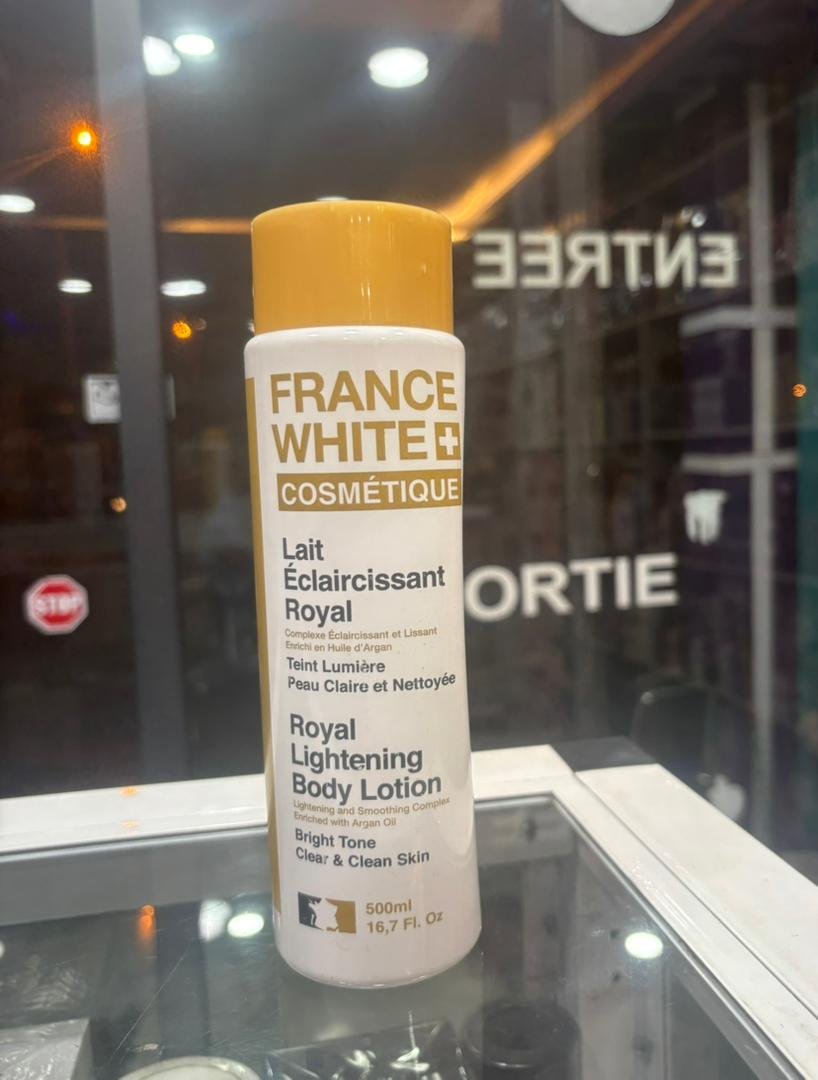 FRANCE
WHITE
COSMÉTIQUE
Lait
Éclaircissant
Royal
Complexe Éclaircissant et Lissant
Enrichi en Huile d'Argan
Teint Lumière
Peau Claire et Nettoyée
Royal
Lightening
Body Lotion
Lightening and Smoothing Complex
Enriched with Argan Oil
Bright Tone
Clear & Clean Skin
500ml
16,7 Fl. Oz
ENTREE
ORTIE
STOP